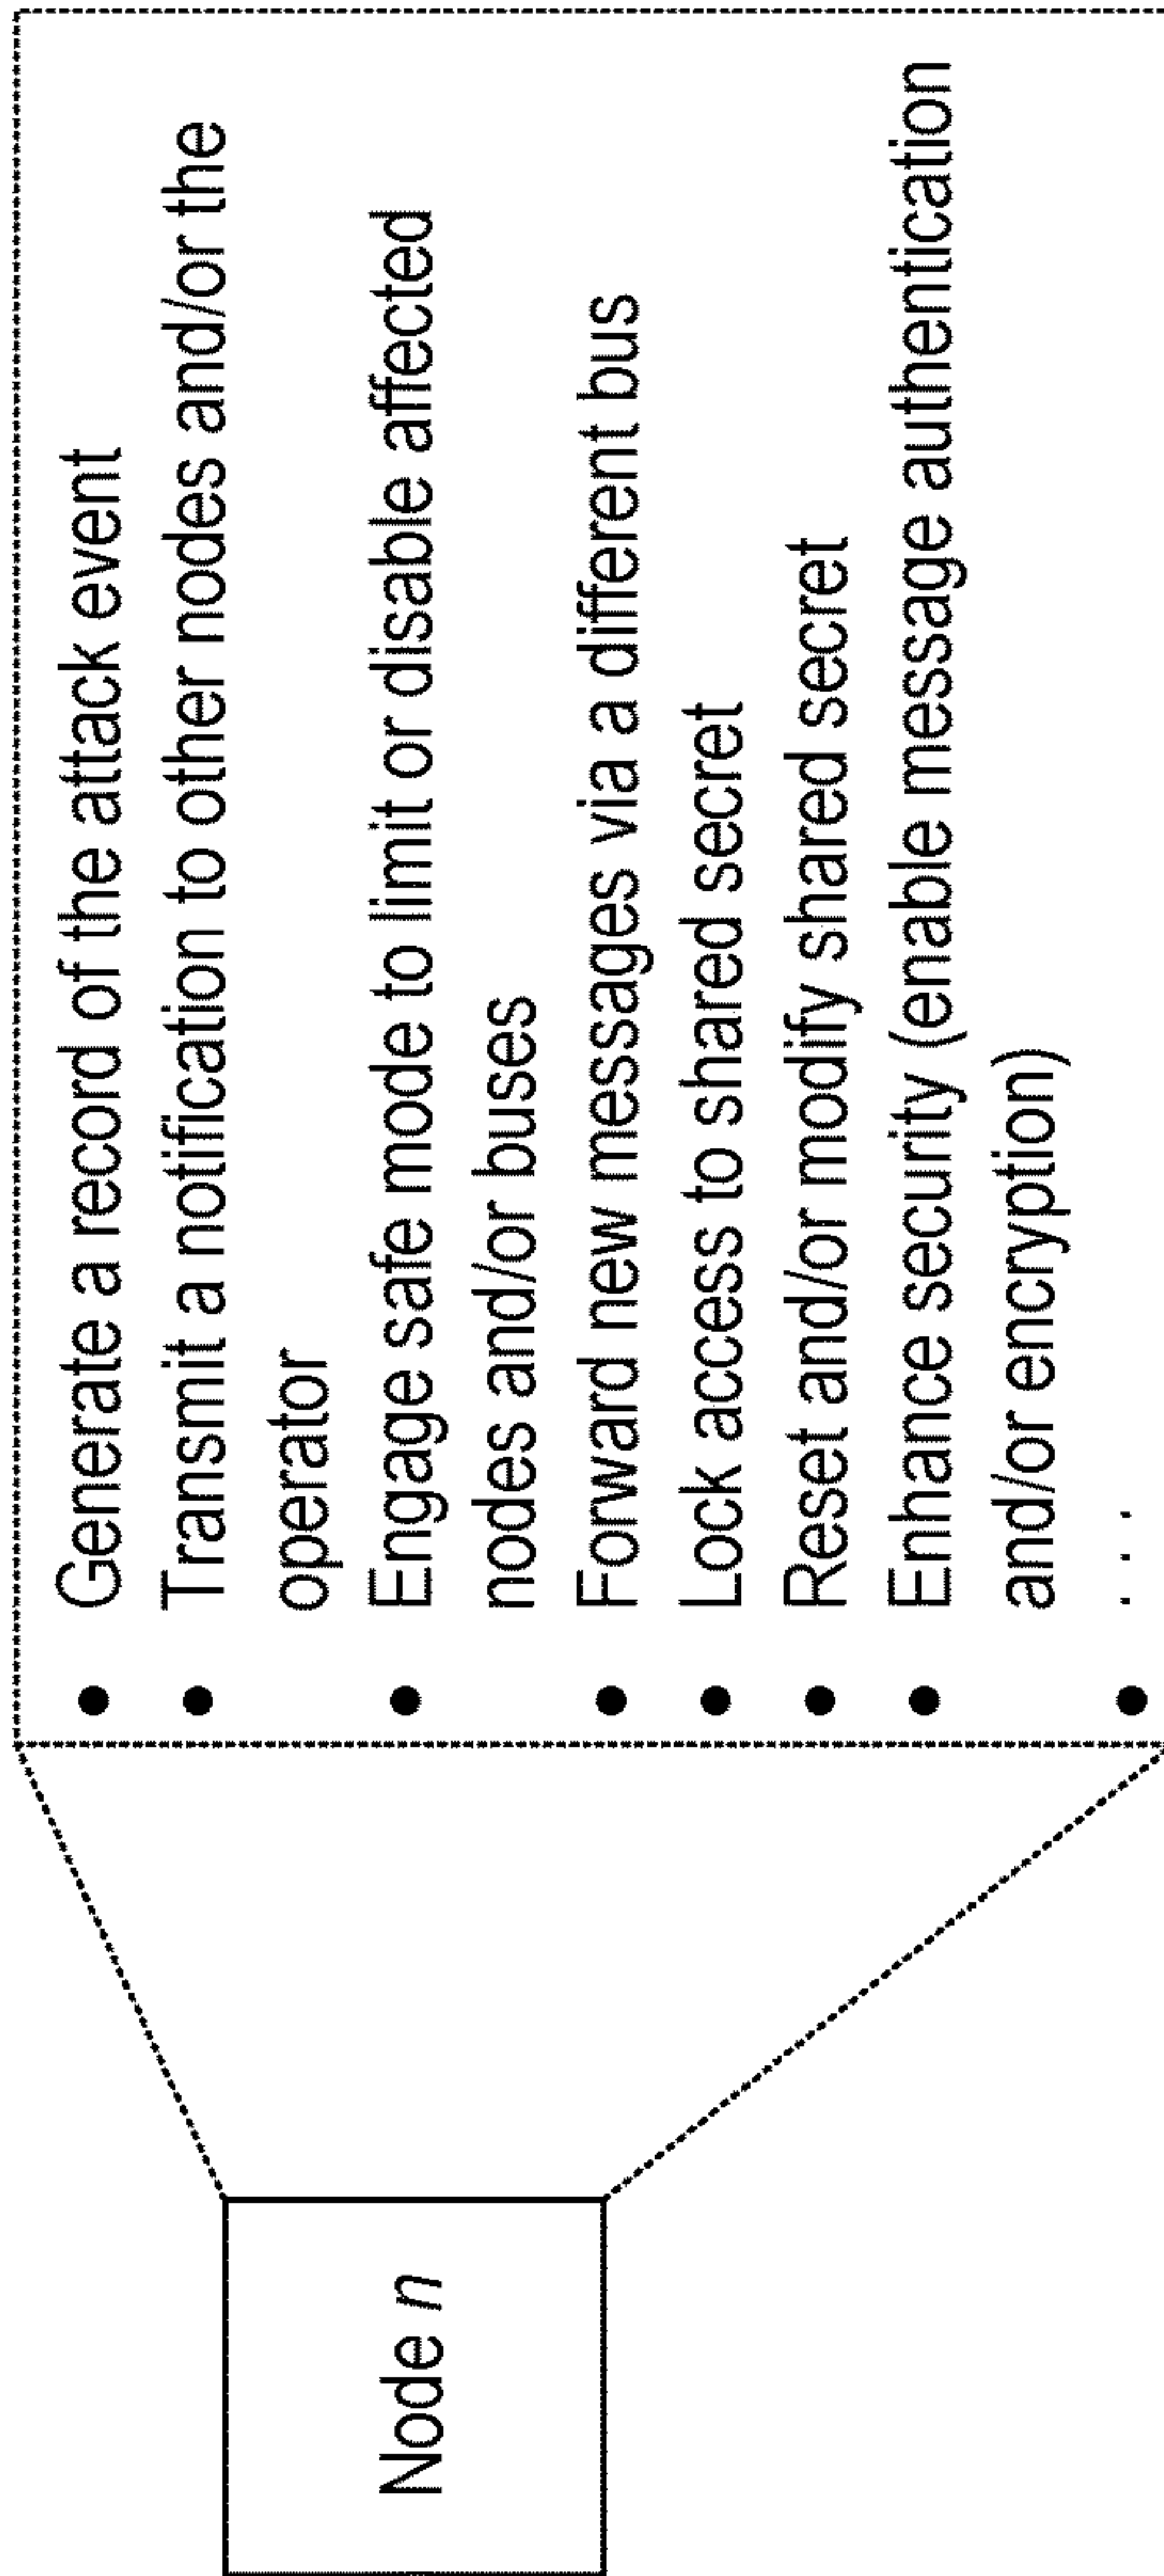 Node n
• Generate a record of the attack event
• Transmit a notification to other nodes and/or the
operator
• Engage safe mode to limit or disable affected
nodes and/or buses
• Forward new messages via a different bus
• Lock access to shared secret
• Reset and/or modify shared secret
• Enhance security (enable message authentication
and/or encryption)
• . . .